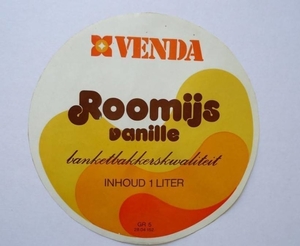 VENDA
Roomijs
vanille
banketbakkerskwaliteit
INHOUD 1 LITER